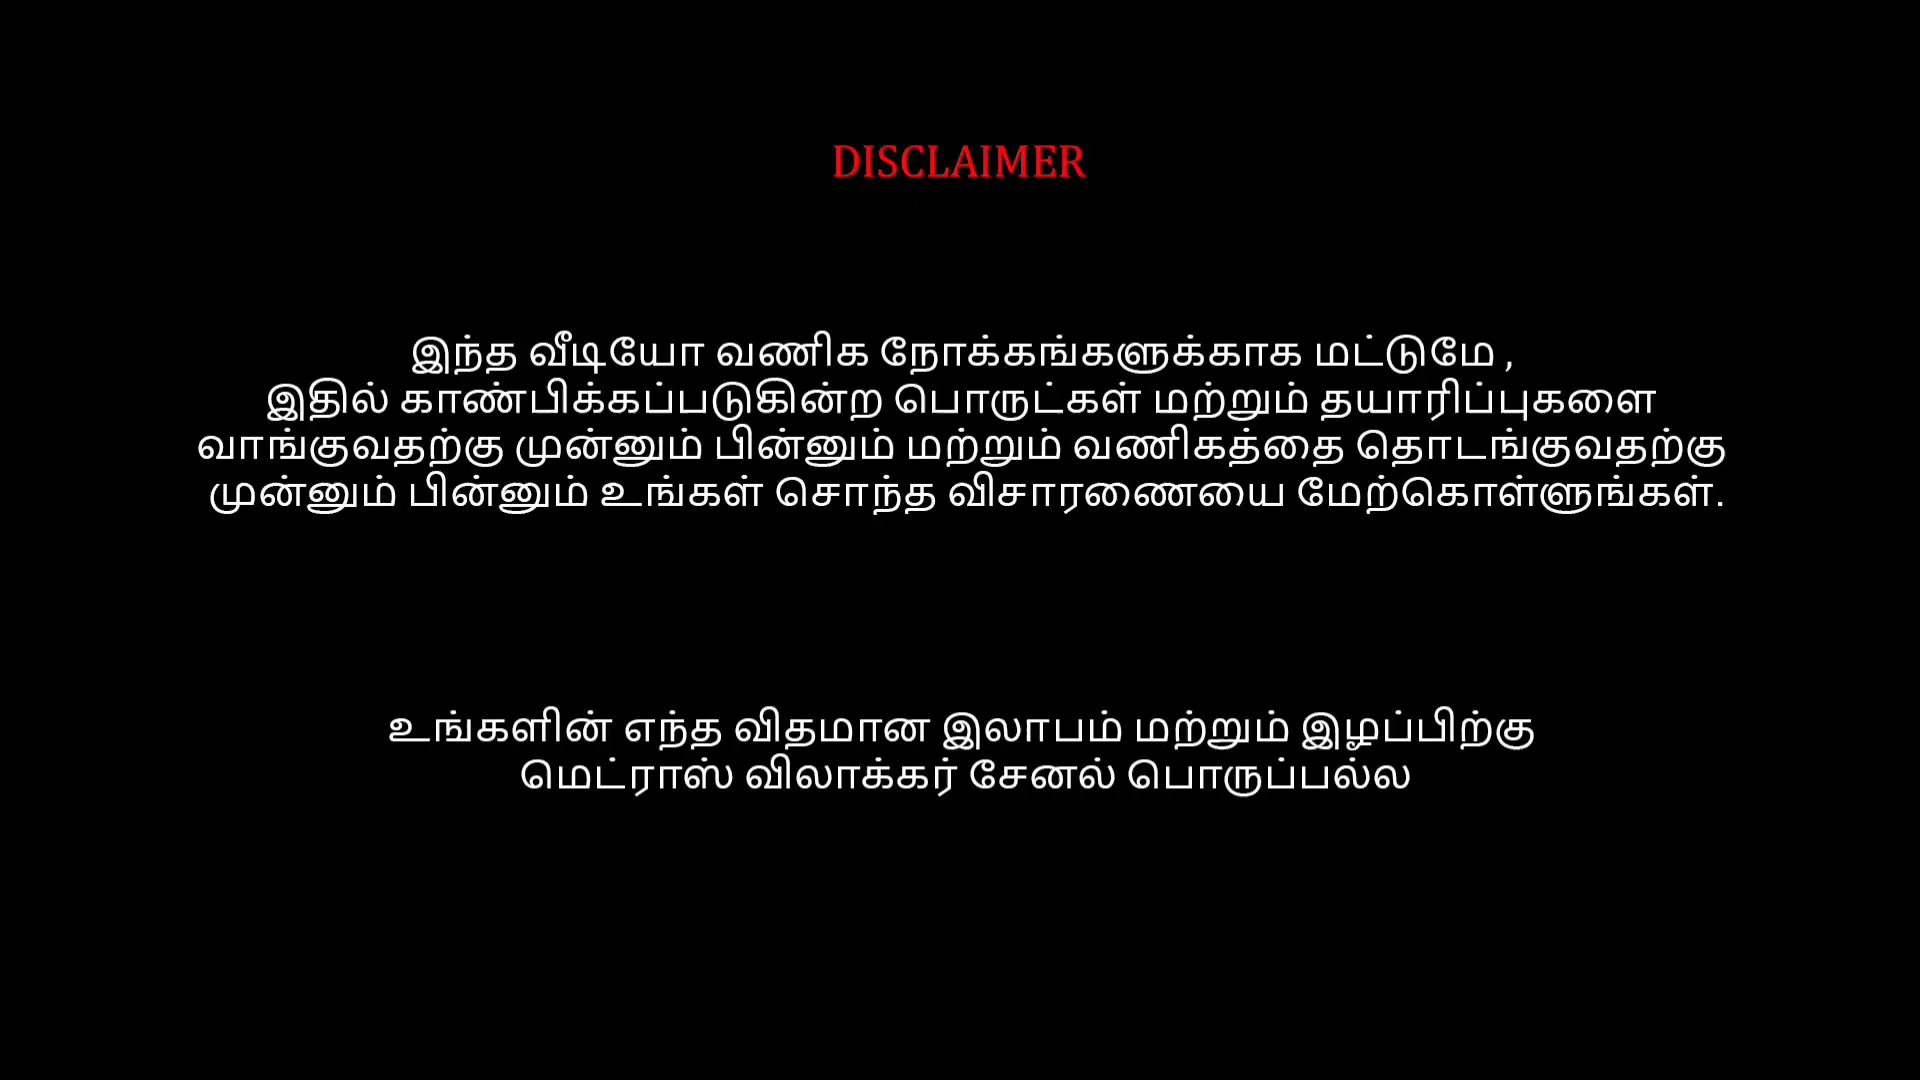 DISCLAIMER
இந்த வீடியோ வணிக நோக்கங்களுக்காக மட்டுமே ,
இதில் காண்பிக்கப்படுகின்ற பொருட்கள் மற்றும் தயாரிப்புகளை
வாங்குவதற்கு முன்னும் பின்னும் மற்றும் வணிகத்தை தொடங்குவதற்கு
முன்னும் பின்னும் உங்கள் சொந்த விசாரணையை மேற்கொள்ளுங்கள்.
உங்களின் எந்த விதமான இலாபம் மற்றும் இழப்பிற்கு
மெட்ராஸ் விலாக்கர் சேனல் பொருப்பல்ல